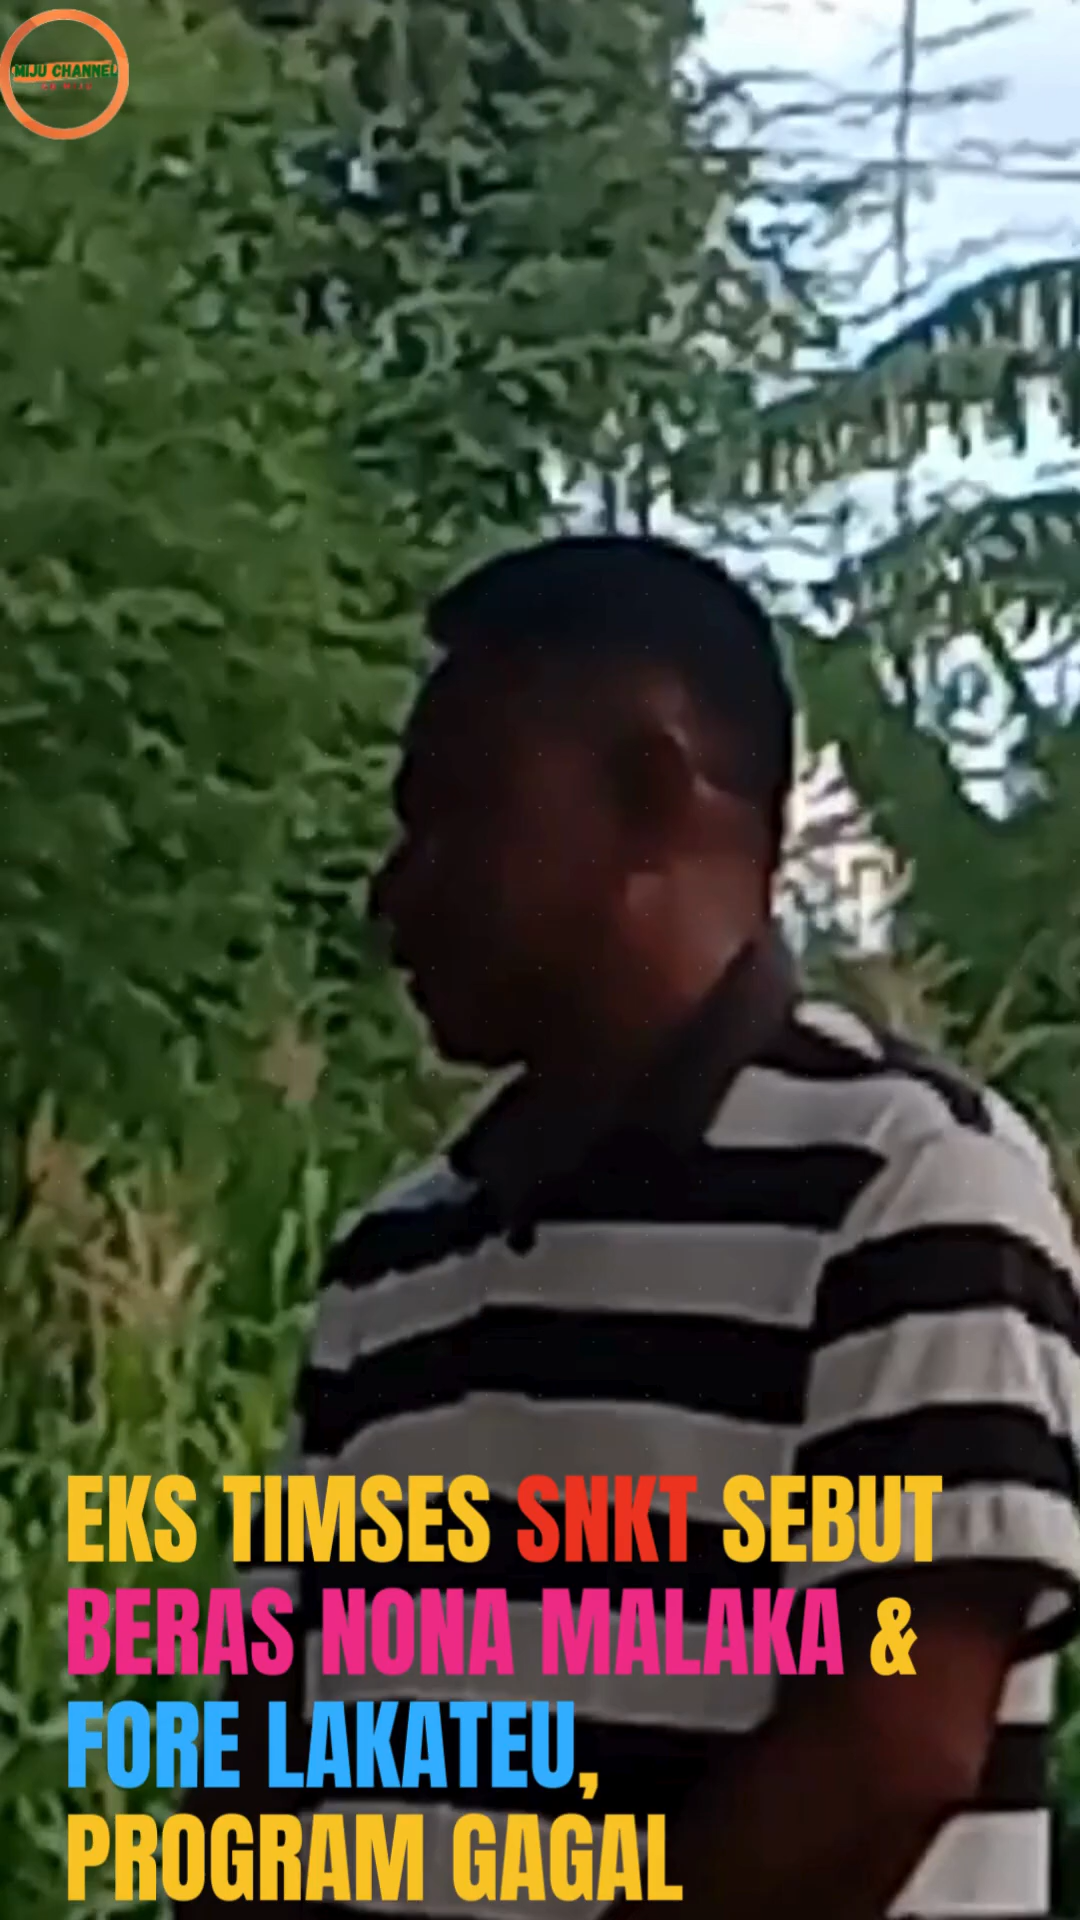 MIJU CHANNEL
EKS TIMSES SNKT SEBUT
BERAS NONA MALAKA &
FORE LAKATEU,
PROGRAM GAGAL